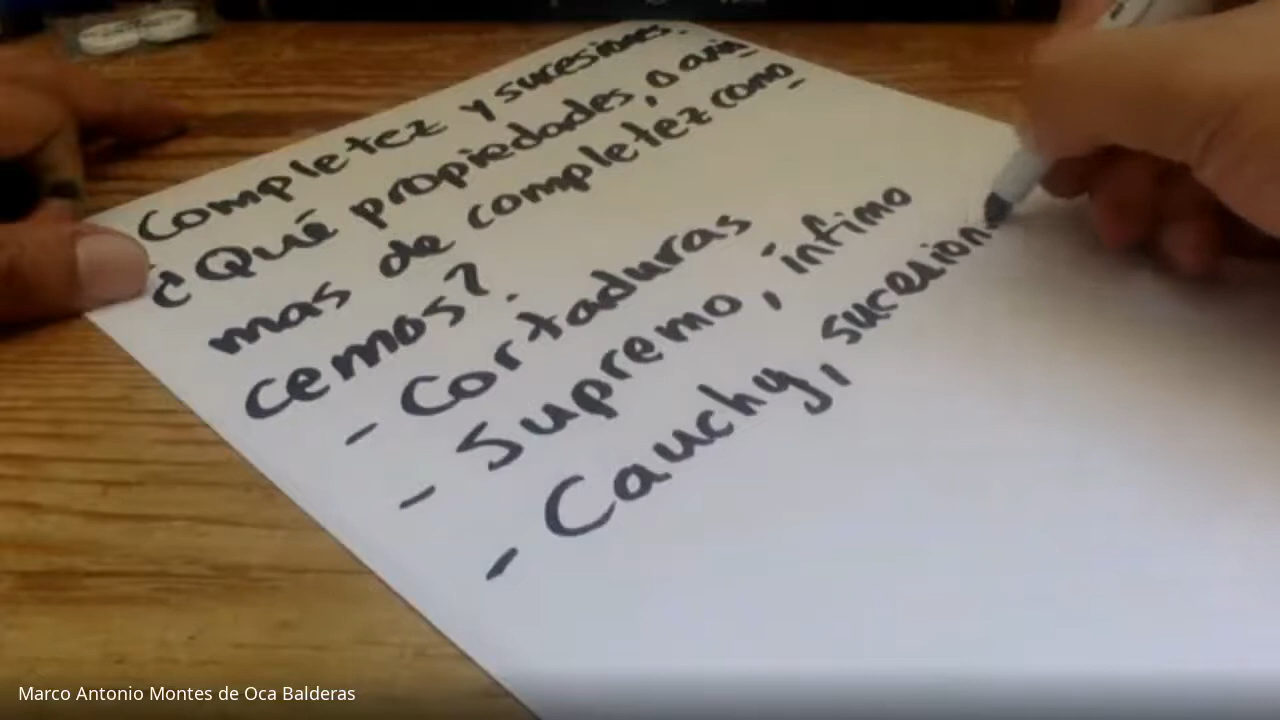 Completez y sucesiones.
¿Qué propiedades, o axio
mas de completez cono
cemos?
- Cortaduras
- Supremo, ínfimo
- Cauchy, sucesion
Marco Antonio Montes de Oca Balderas